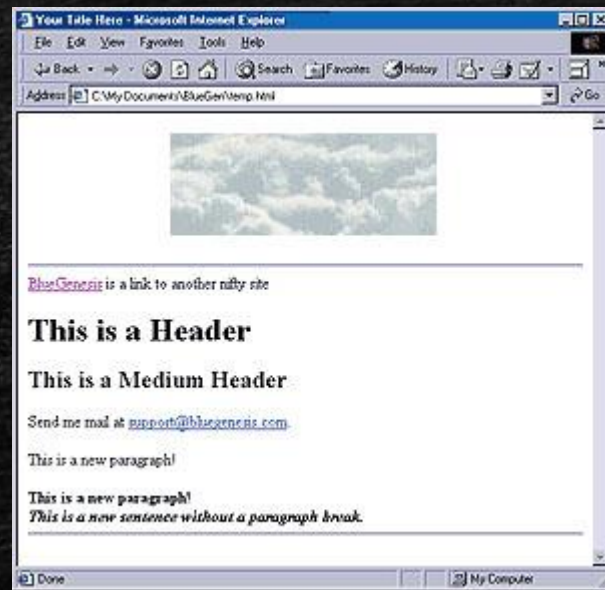 Your Title Here - Microsoft Internet Explorer
File Edit View Favorites Tools Help
Back Search Favorites History
Address C:\My Documents\BlueGen\temp.html Go
BlueGenesis is a link to another nifty site
This is a Header
This is a Medium Header
Send me mail at support@bluegenesis.com.
This is a new paragraph!
This is a new paragraph!
This is a new sentence without a paragraph break.
Done My Computer